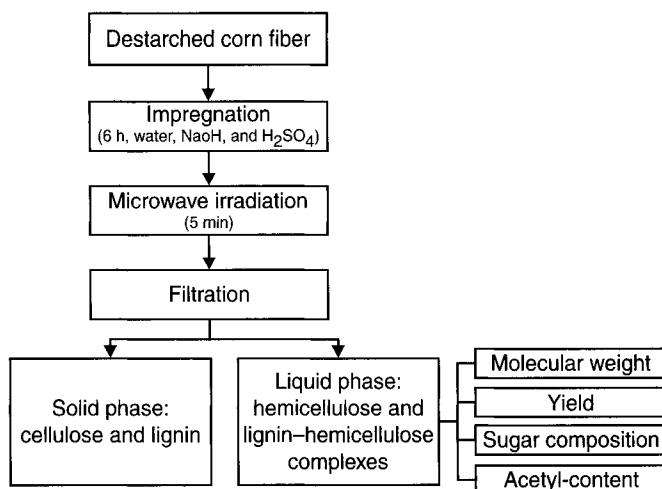 Destarched corn fiber
Impregnation
(6 h, water, NaoH, and H₂SO₄)
Microwave irradiation
(5 min)
Filtration
Solid phase:
cellulose and lignin
Liquid phase:
hemicellulose and
lignin–hemicellulose
complexes
Molecular weight
Yield
Sugar composition
Acetyl-content